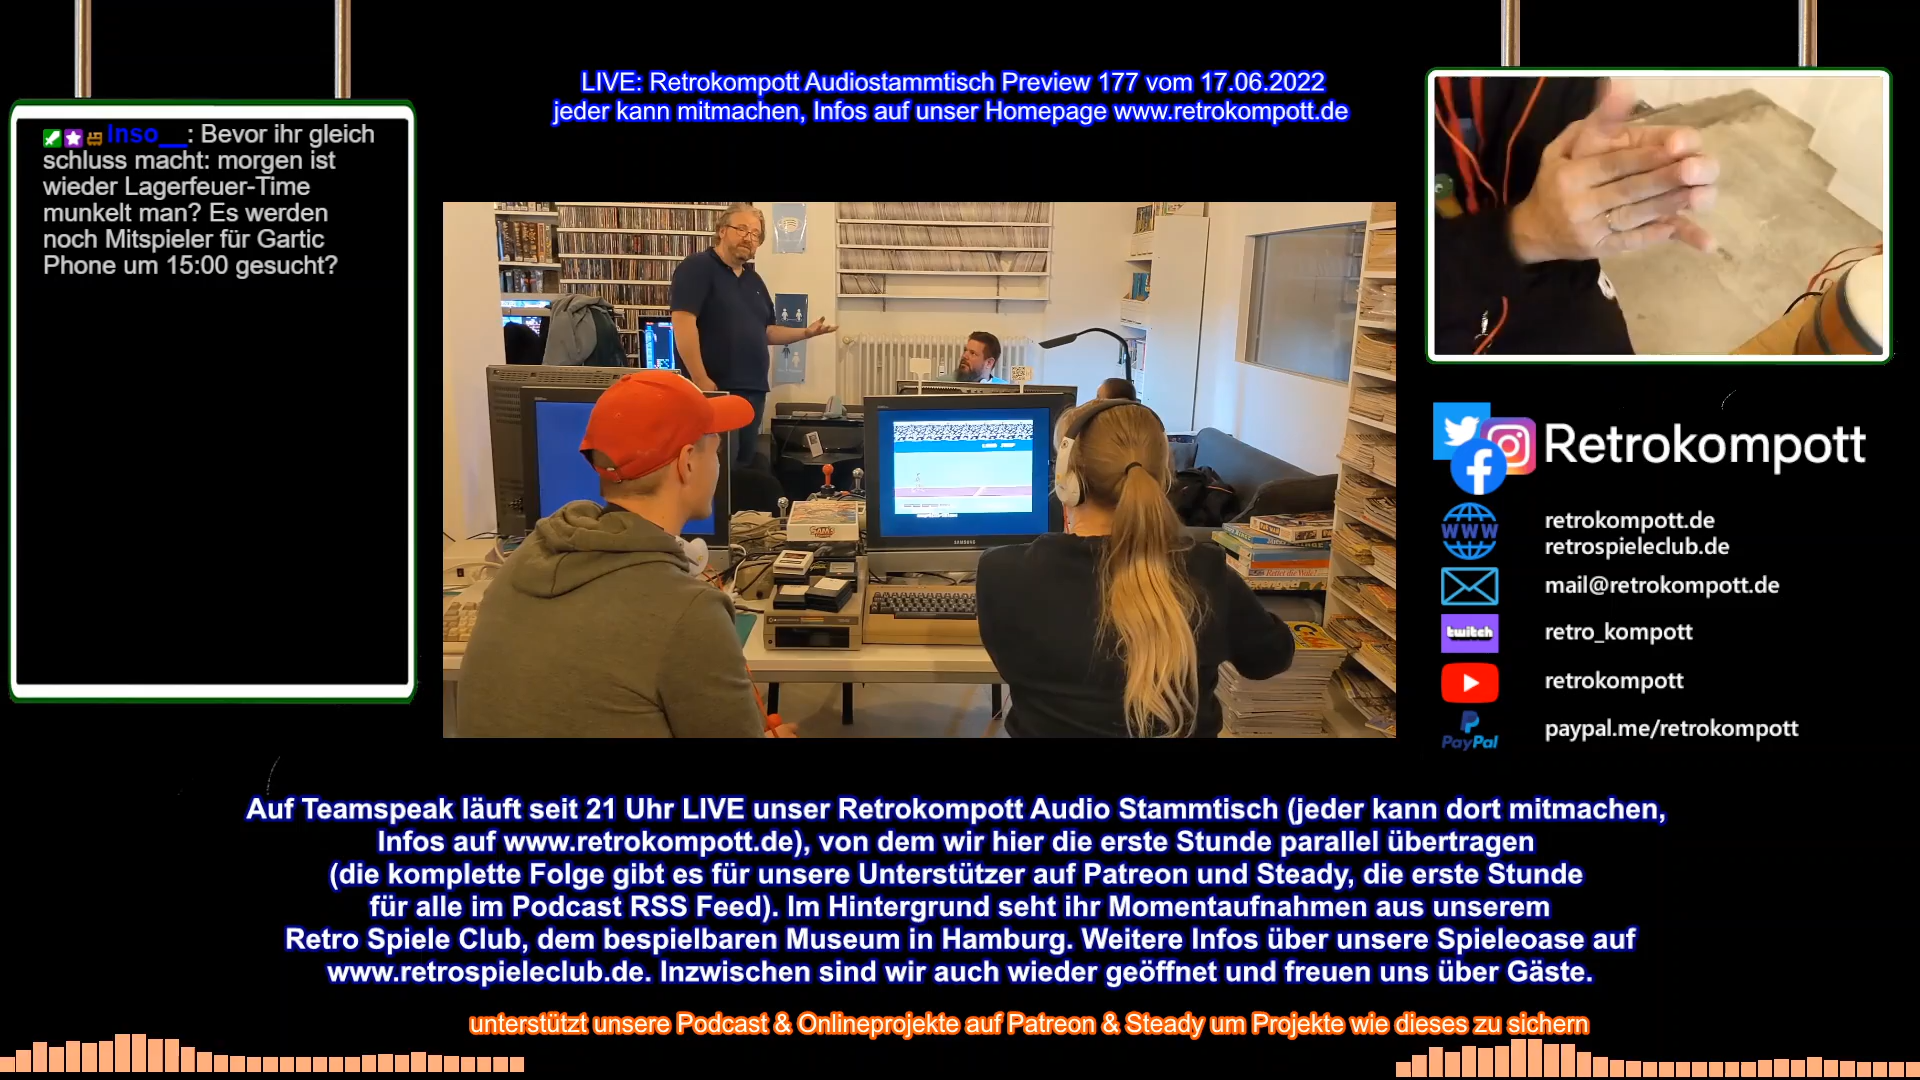 LIVE: Retrokompott Audiostammtisch Preview 177 vom 17.06.2022
jeder kann mitmachen, Infos auf unser Homepage www.retrokompott.de
Inso__: Bevor ihr gleich
schluss macht: morgen ist
wieder Lagerfeuer-Time
munkelt man? Es werden
noch Mitspieler für Gartic
Phone um 15:00 gesucht?
SAMSUNG
Retrokompott
WWW
retrokompott.de
retrospieleclub.de
mail@retrokompott.de
twitch
retro_kompott
retrokompott
PayPal
paypal.me/retrokompott
Auf Teamspeak läuft seit 21 Uhr LIVE unser Retrokompott Audio Stammtisch (jeder kann dort mitmachen,
Infos auf www.retrokompott.de), von dem wir hier die erste Stunde parallel übertragen
(die komplette Folge gibt es für unsere Unterstützer auf Patreon und Steady, die erste Stunde
für alle im Podcast RSS Feed). Im Hintergrund seht ihr Momentaufnahmen aus unserem
Retro Spiele Club, dem bespielbaren Museum in Hamburg. Weitere Infos über unsere Spieleoase auf
www.retrospieleclub.de. Inzwischen sind wir auch wieder geöffnet und freuen uns über Gäste.
unterstützt unsere Podcast & Onlineprojekte auf Patreon & Steady um Projekte wie dieses zu sichern